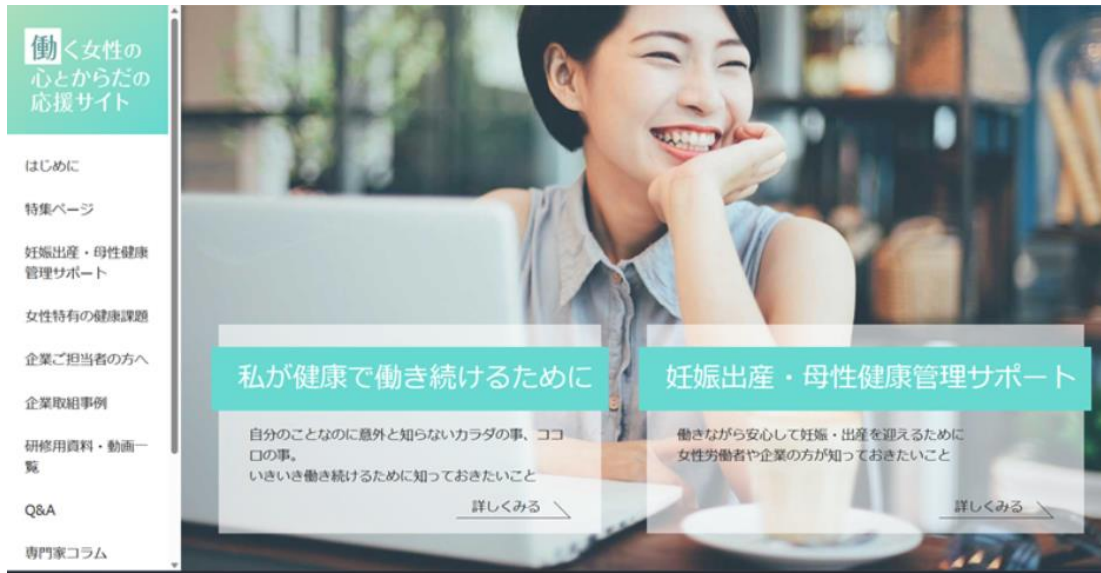 働く女性の
心とからだの
応援サイト
はじめに
特集ページ
妊娠出産・母性健康
管理サポート
女性特有の健康課題
企業ご担当者の方へ
企業取組事例
研修用資料・動画一
覧
Q&A
専門家コラム
私が健康で働き続けるために
自分のことなのに意外と知らないカラダの事、ココ
ロの事。
いきいき働き続けるために知っておきたいこと
詳しくみる
妊娠出産・母性健康管理サポート
働きながら安心して妊娠・出産を迎えるために
女性労働者や企業の方が知っておきたいこと
詳しくみる